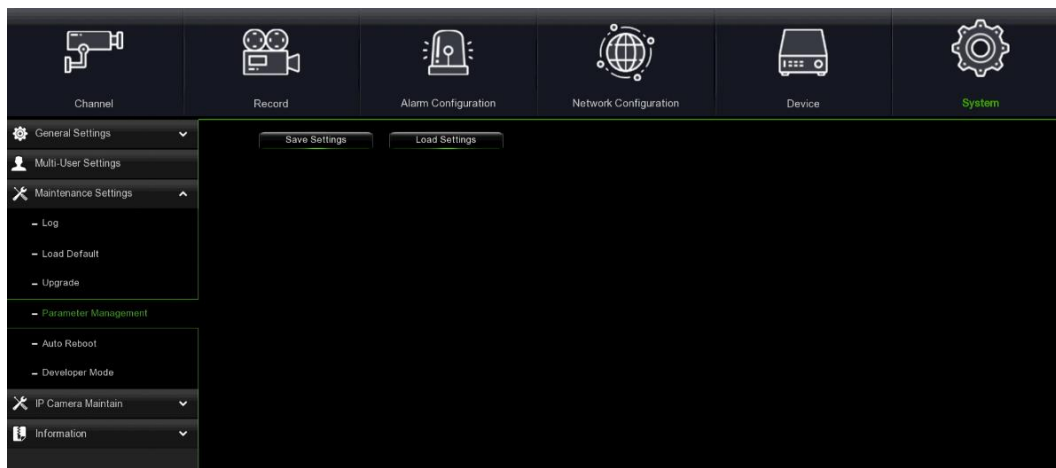 Channel
Record
Alarm Configuration
Network Configuration
Device
System
General Settings
Multi-User Settings
Maintenance Settings
– Log
– Load Default
– Upgrade
– Parameter Management
– Auto Reboot
– Developer Mode
IP Camera Maintain
Information
Save Settings
Load Settings